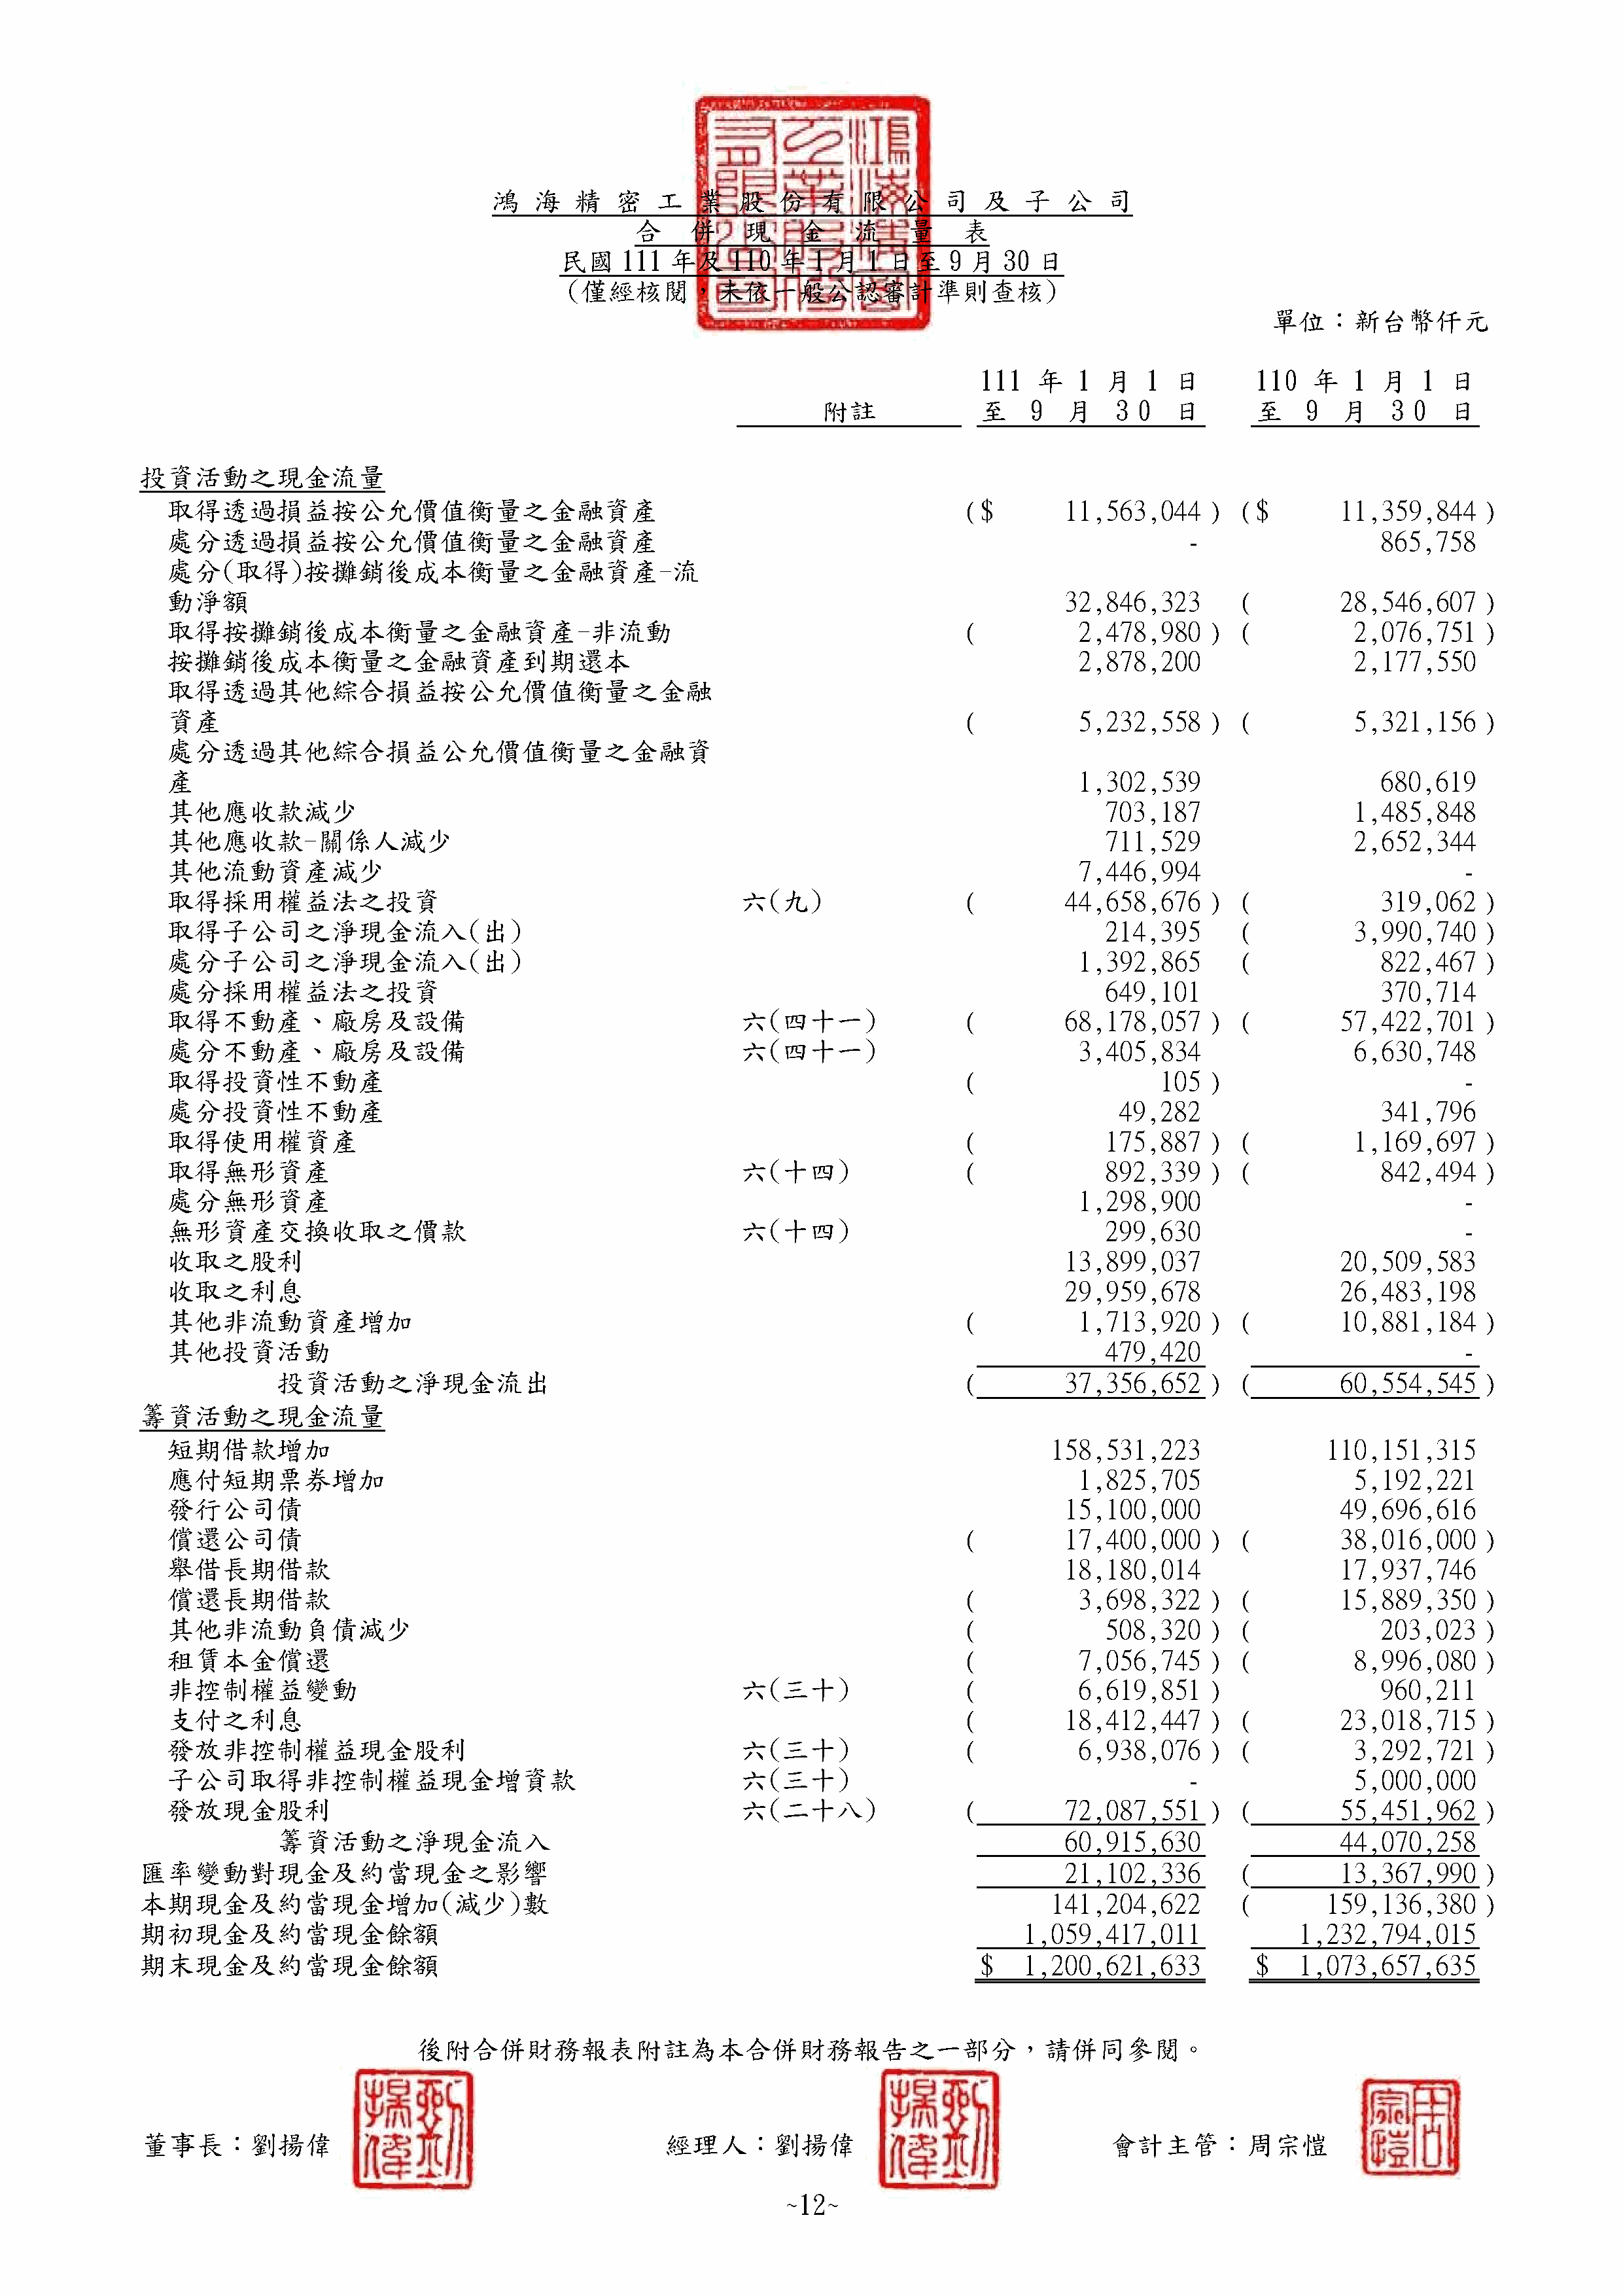 鴻海精密工業股份有限公司及子公司
合併現金流量表
民國 111 年及 110 年 1 月 1 日至 9 月 30 日
(僅經核閱,未依一般公認審計準則查核)
單位:新台幣仟元
111 年 1 月 1 日 110 年 1 月 1 日
附註 至 9 月 30 日 至 9 月 30 日
投資活動之現金流量
取得透過損益按公允價值衡量之金融資產 ($ 11,563,044 ) ($ 11,359,844 )
處分透過損益按公允價值衡量之金融資產 - 865,758
處分(取得)按攤銷後成本衡量之金融資產-流
動淨額 32,846,323 ( 28,546,607 )
取得按攤銷後成本衡量之金融資產-非流動 ( 2,478,980 ) ( 2,076,751 )
按攤銷後成本衡量之金融資產到期還本 2,878,200 2,177,550
取得透過其他綜合損益按公允價值衡量之金融
資產 ( 5,232,558 ) ( 5,321,156 )
處分透過其他綜合損益公允價值衡量之金融資
產 1,302,539 680,619
其他應收款減少 703,187 1,485,848
其他應收款-關係人減少 711,529 2,652,344
其他流動資產減少 7,446,994 -
取得採用權益法之投資 六(九) ( 44,658,676 ) ( 319,062 )
取得子公司之淨現金流入(出) 214,395 ( 3,990,740 )
處分子公司之淨現金流入(出) 1,392,865 ( 822,467 )
處分採用權益法之投資 649,101 370,714
取得不動產、廠房及設備 六(四十一) ( 68,178,057 ) ( 57,422,701 )
處分不動產、廠房及設備 六(四十一) 3,405,834 6,630,748
取得投資性不動產 ( 105 ) -
處分投資性不動產 49,282 341,796
取得使用權資產 ( 175,887 ) ( 1,169,697 )
取得無形資產 六(十四) ( 892,339 ) ( 842,494 )
處分無形資產 1,298,900 -
無形資產交換收取之價款 六(十四) 299,630 -
收取之股利 13,899,037 20,509,583
收取之利息 29,959,678 26,483,198
其他非流動資產增加 ( 1,713,920 ) ( 10,881,184 )
其他投資活動 479,420 -
投資活動之淨現金流出 ( 37,356,652 ) ( 60,554,545 )
籌資活動之現金流量
短期借款增加 158,531,223 110,151,315
應付短期票券增加 1,825,705 5,192,221
發行公司債 15,100,000 49,696,616
償還公司債 ( 17,400,000 ) ( 38,016,000 )
舉借長期借款 18,180,014 17,937,746
償還長期借款 ( 3,698,322 ) ( 15,889,350 )
其他非流動負債減少 ( 508,320 ) ( 203,023 )
租賃本金償還 ( 7,056,745 ) ( 8,996,080 )
非控制權益變動 六(三十) ( 6,619,851 ) 960,211
支付之利息 ( 18,412,447 ) ( 23,018,715 )
發放非控制權益現金股利 六(三十) ( 6,938,076 ) ( 3,292,721 )
子公司取得非控制權益現金增資款 六(三十) - 5,000,000
發放現金股利 六(二十八) ( 72,087,551 ) ( 55,451,962 )
籌資活動之淨現金流入 60,915,630 44,070,258
匯率變動對現金及約當現金之影響 21,102,336 ( 13,367,990 )
本期現金及約當現金增加(減少)數 141,204,622 ( 159,136,380 )
期初現金及約當現金餘額 1,059,417,011 1,232,794,015
期末現金及約當現金餘額 $ 1,200,621,633 $ 1,073,657,635
後附合併財務報表附註為本合併財務報告之一部分,請併同參閱。
董事長:劉揚偉 經理人:劉揚偉 會計主管:周宗愷
~12~